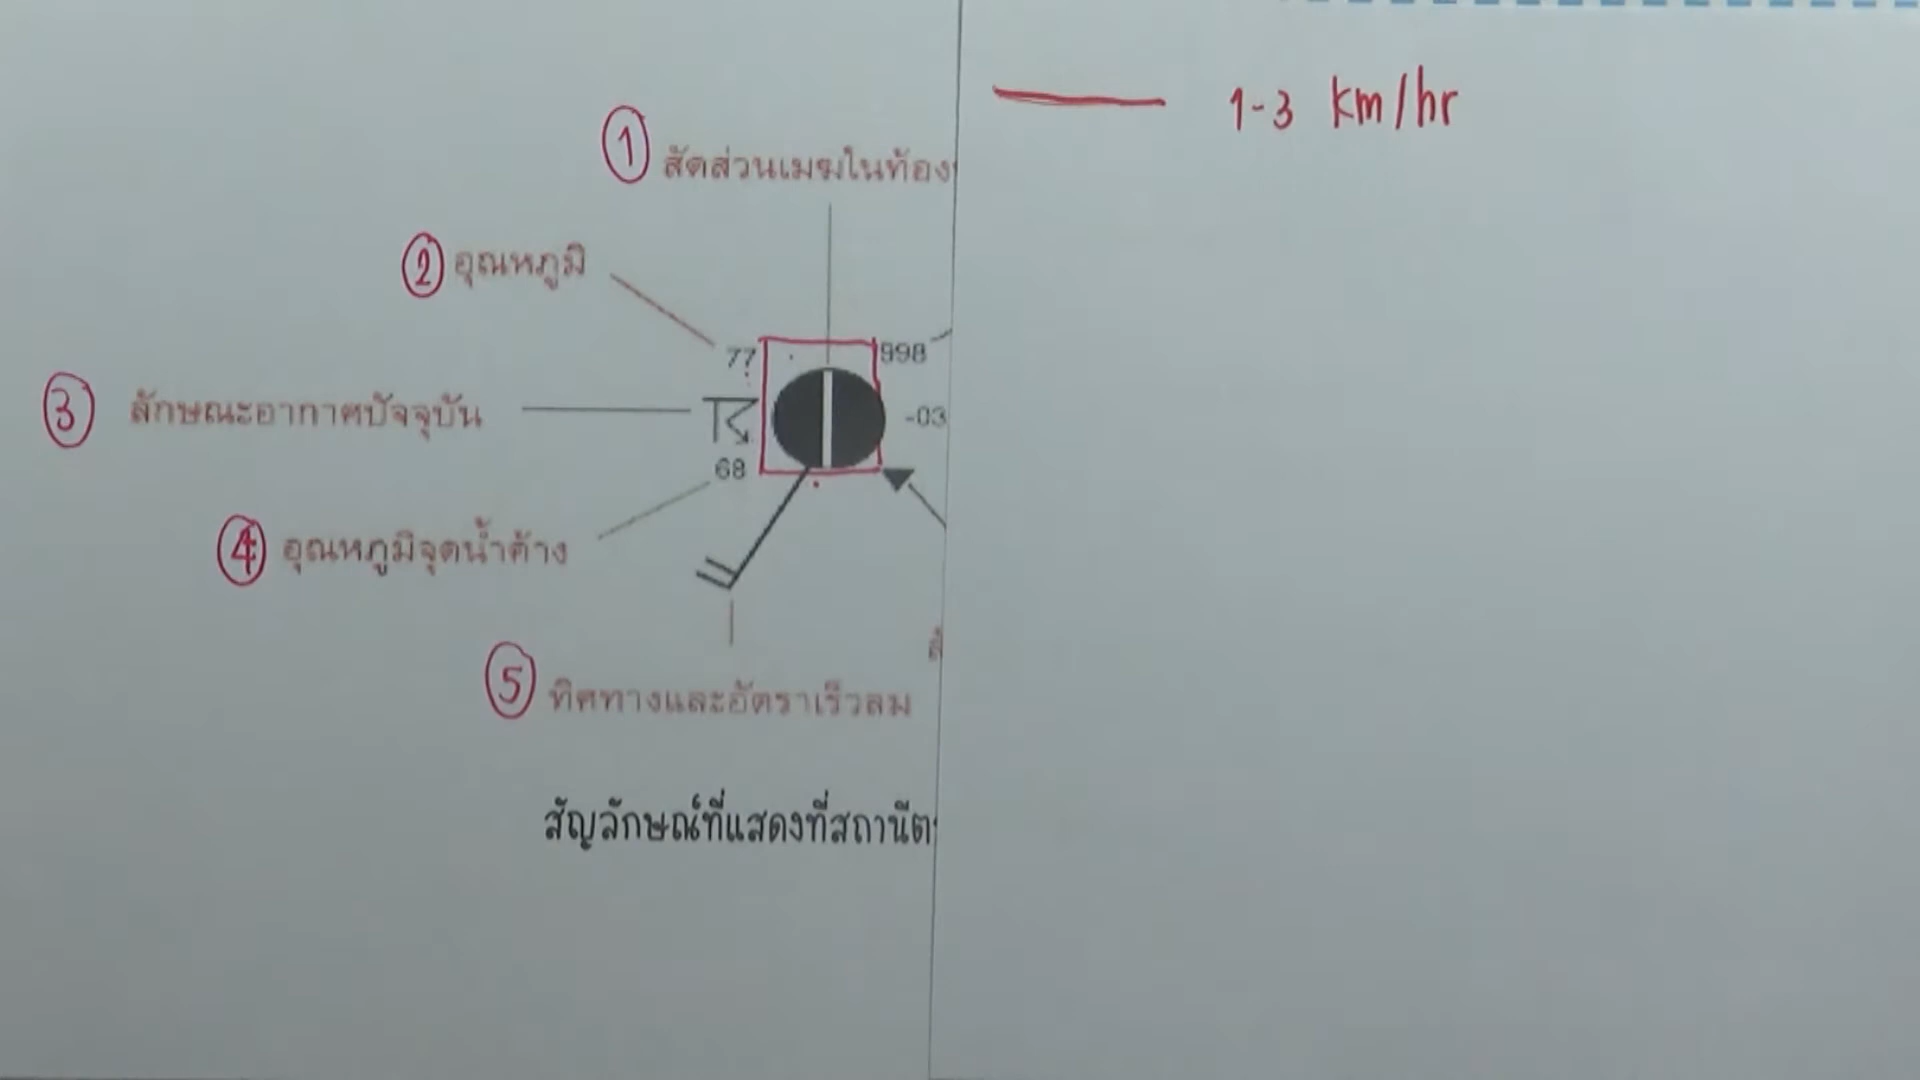 1-3 km/hr
① สัดส่วนเมฆในท้อง
② อุณหภูมิ
77
998
③ ลักษณะอากาศปัจจุบัน
-03
68
④ อุณหภูมิจุดน้ำค้าง
⑤ ทิศทางและอัตราเร็วลม
สัญลักษณ์ที่แสดงที่สถานีต